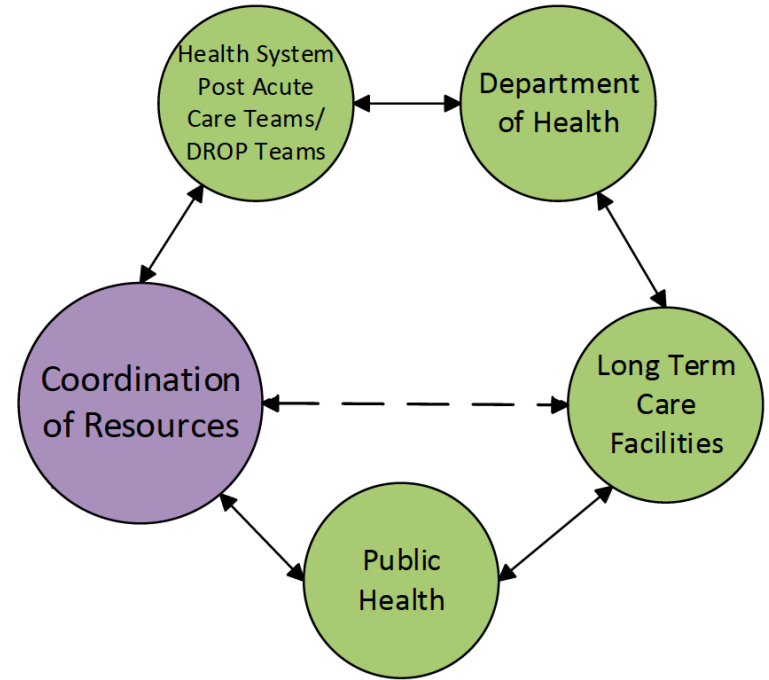 Health System
Post Acute
Care Teams/
DROP Teams
Department
of Health
Coordination
of Resources
Long Term
Care
Facilities
Public
Health